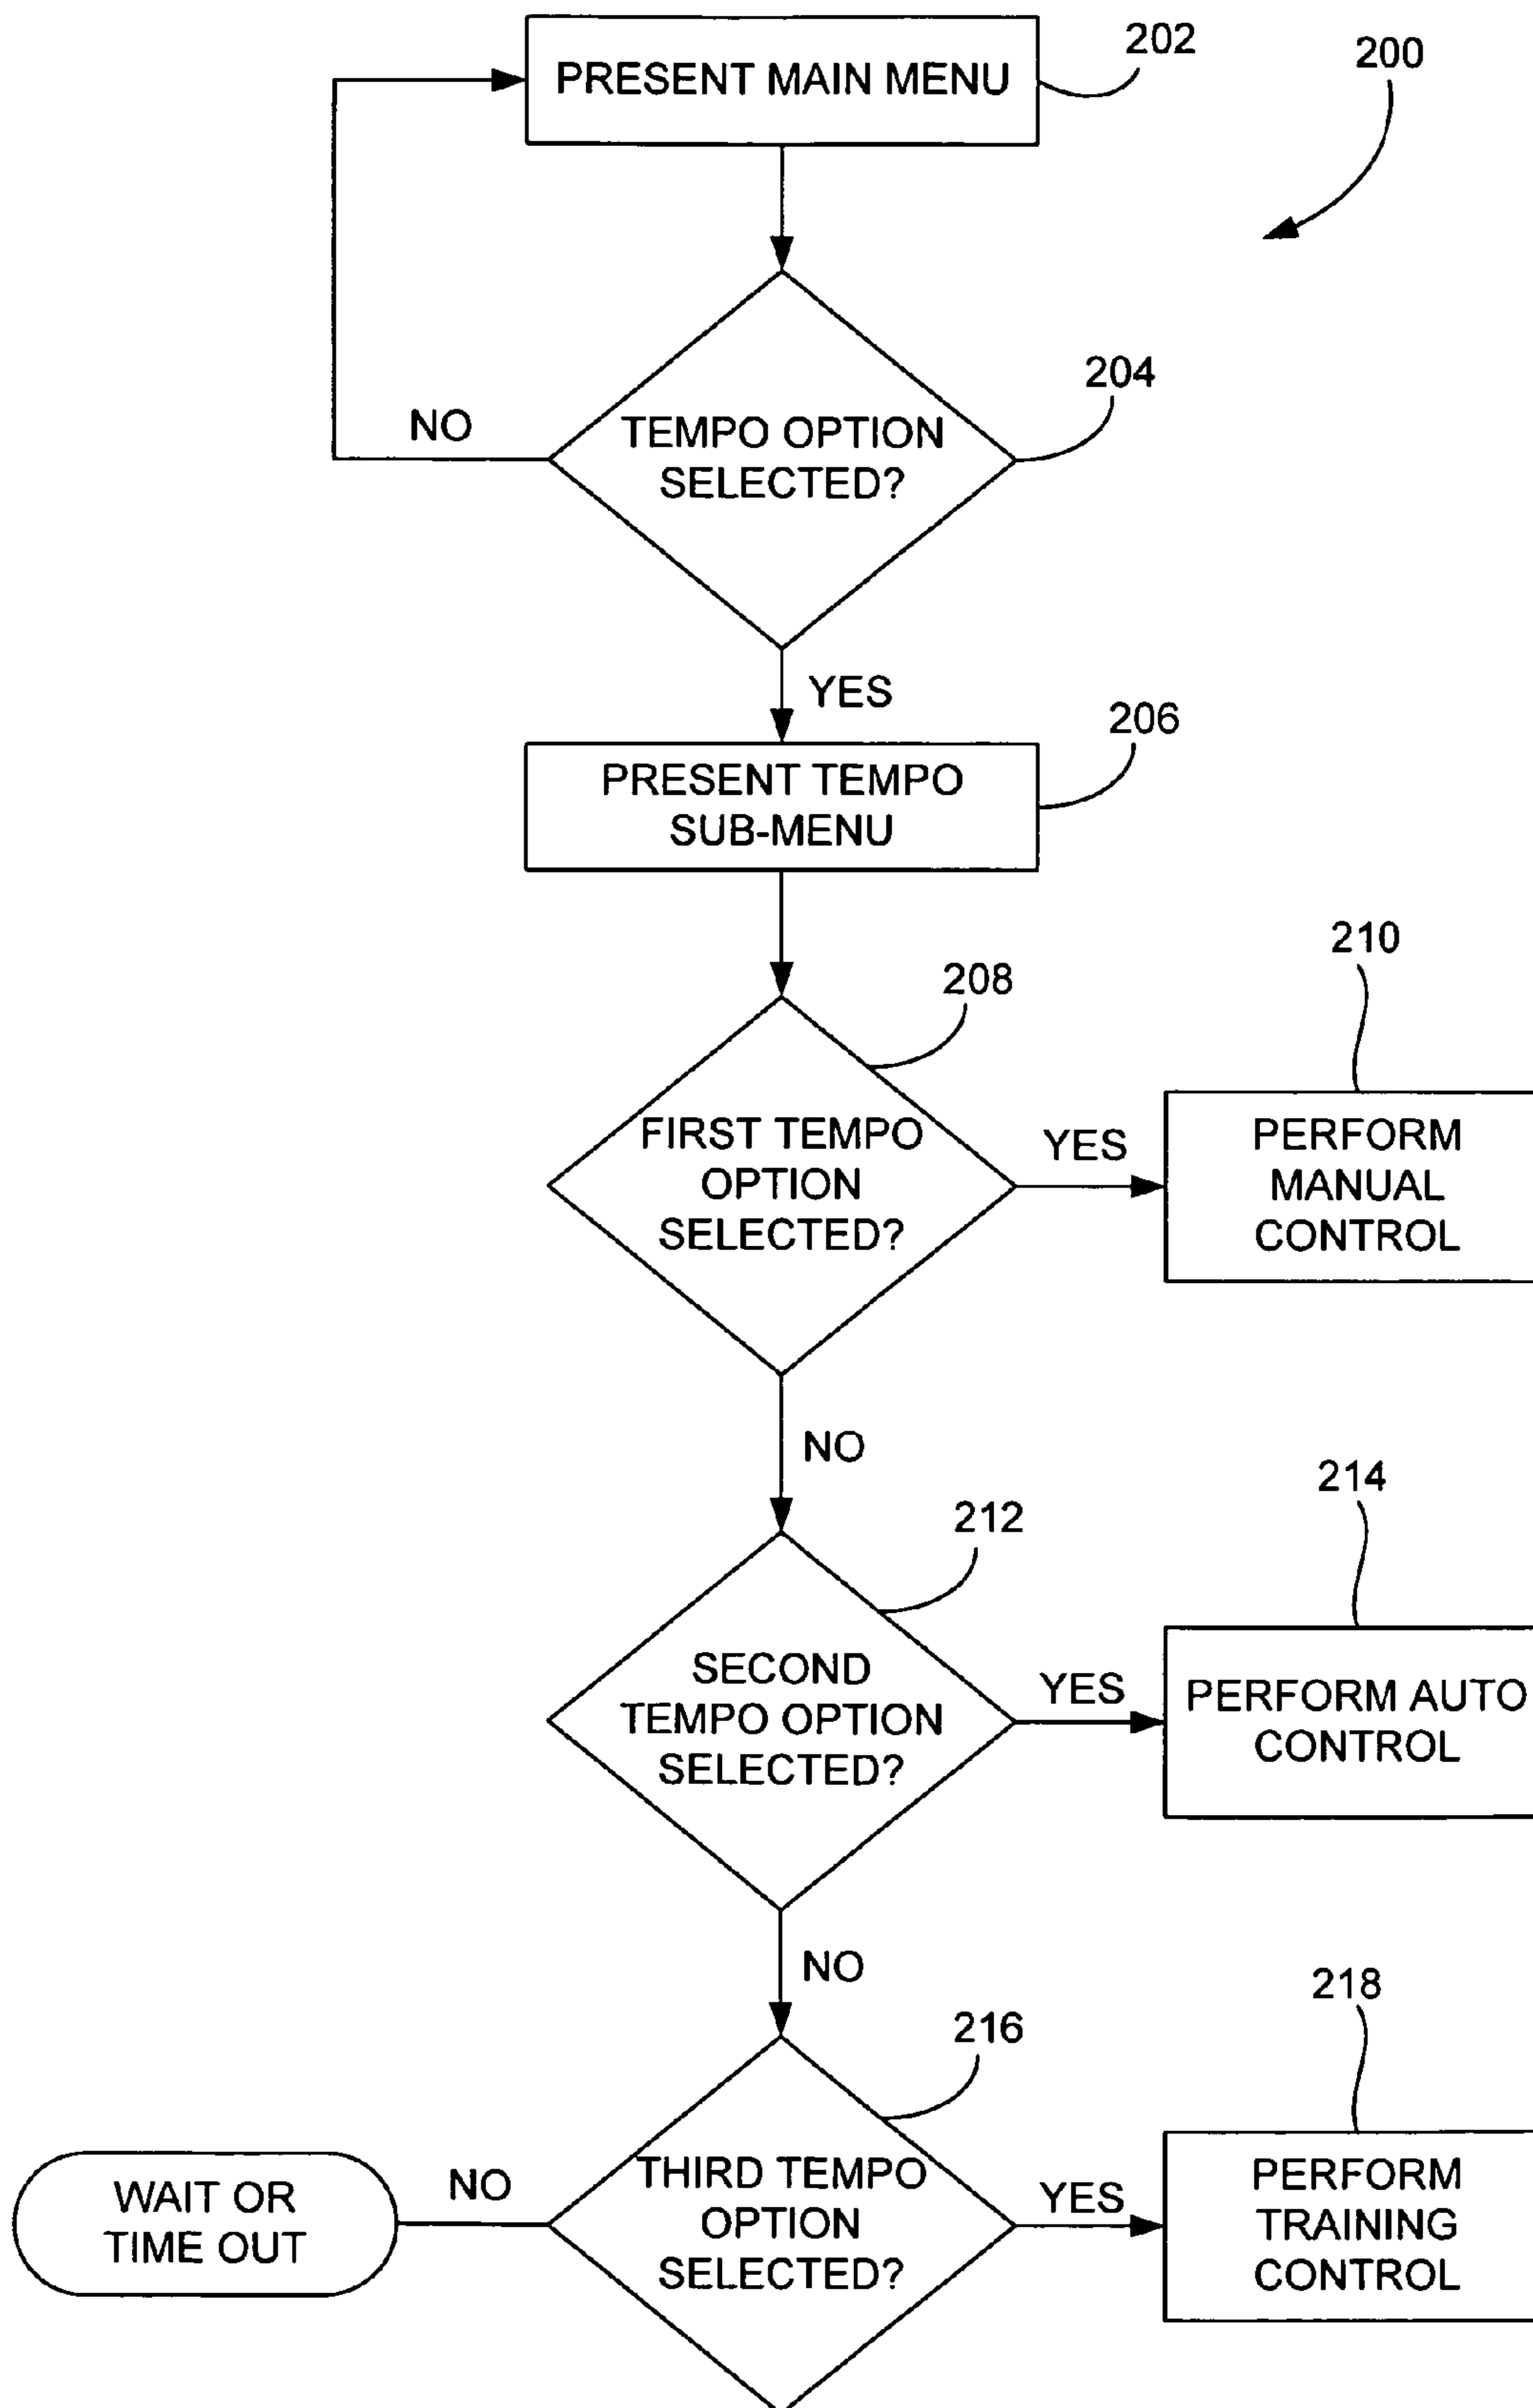 PRESENT MAIN MENU
202
200
TEMPO OPTION
SELECTED?
204
NO
YES
PRESENT TEMPO
SUB-MENU
206
208
FIRST TEMPO
OPTION
SELECTED?
YES
210
PERFORM
MANUAL
CONTROL
NO
212
SECOND
TEMPO OPTION
SELECTED?
YES
214
PERFORM AUTO
CONTROL
NO
216
THIRD TEMPO
OPTION
SELECTED?
YES
218
PERFORM
TRAINING
CONTROL
NO
WAIT OR
TIME OUT